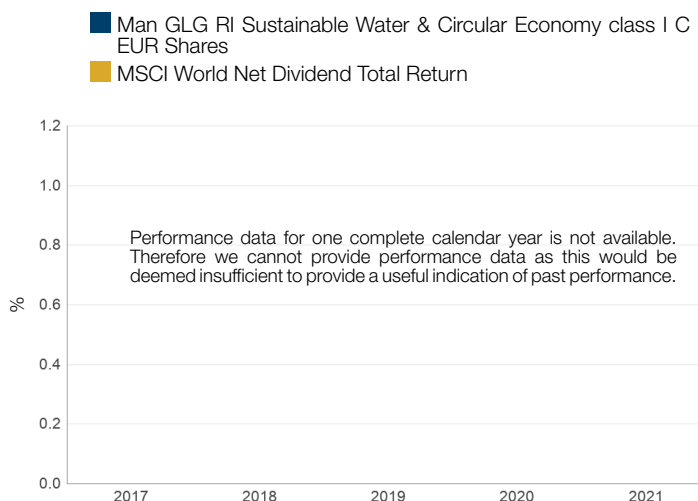 Man GLG RI Sustainable Water & Circular Economy class I C
EUR Shares
MSCI World Net Dividend Total Return
1.2
1.0
Performance data for one complete calendar year is not available.
0.8
Therefore we cannot provide performance data as this would be
deemed insufficient to provide a useful indication of past performance.
%
0.6
0.4
0.2
0.0
2017 2018 2019 2020 2021